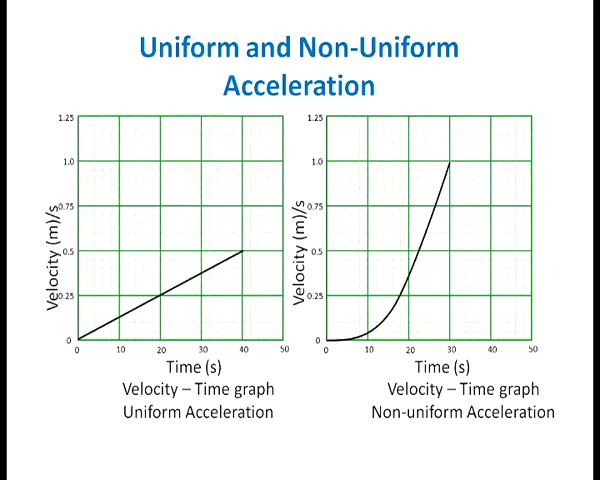 Uniform and Non-Uniform
Acceleration
1.25
1.0
0.75
0.5
0.25
0
Velocity (m)/s
0 10 20 30 40 50
Time (s)
Velocity – Time graph
Uniform Acceleration
1.25
1.0
0.75
0.5
0.25
0
Velocity (m)/s
0 10 20 30 40 50
Time (s)
Velocity – Time graph
Non-uniform Acceleration